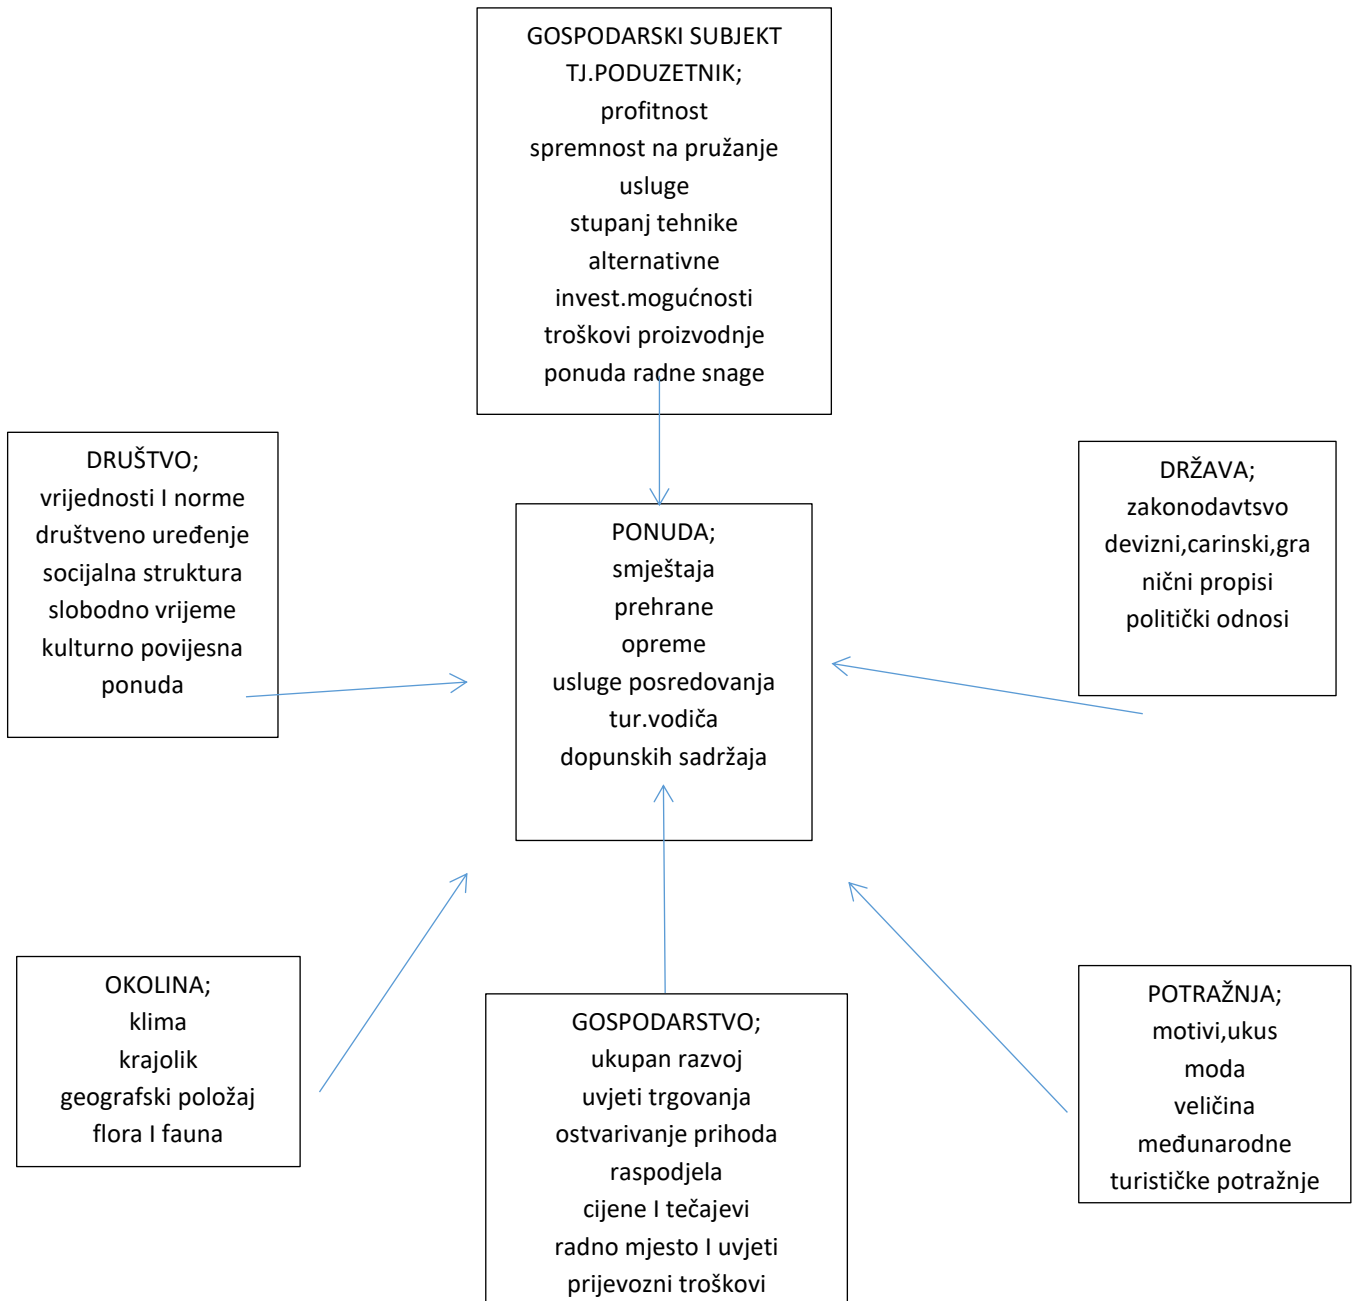 GOSPODARSKI SUBJEKT
TJ.PODUZETNIK;
profitnost
spremnost na pružanje
usluge
stupanj tehnike
alternativne
invest.mogućnosti
troškovi proizvodnje
ponuda radne snage
DRUŠTVO;
vrijednosti I norme
društveno uređenje
socijalna struktura
slobodno vrijeme
kulturno povijesna
ponuda
PONUDA;
smještaja
prehrane
opreme
usluge posredovanja
tur.vodiča
dopunskih sadržaja
DRŽAVA;
zakonodavtsvo
devizni,carinski,gra
nični propisi
politički odnosi
OKOLINA;
klima
krajolik
geografski položaj
flora I fauna
GOSPODARSTVO;
ukupan razvoj
uvjeti trgovanja
ostvarivanje prihoda
raspodjela
cijene I tečajevi
radno mjesto I uvjeti
prijevozni troškovi
POTRAŽNJA;
motivi,ukus
moda
veličina
međunarodne
turističke potražnje